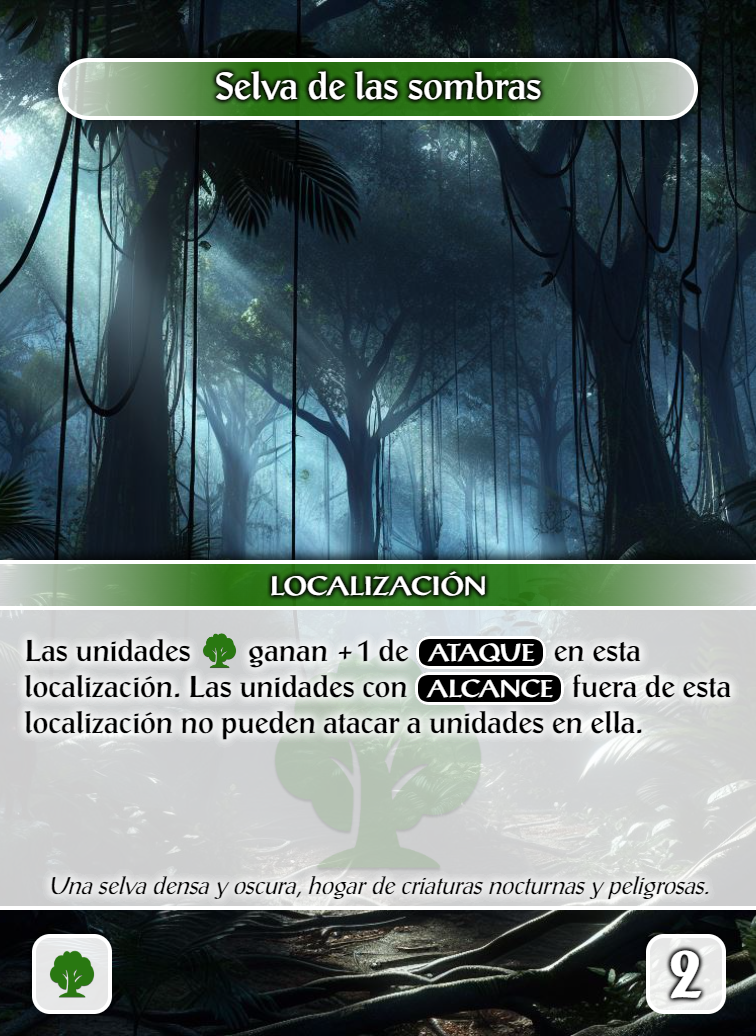 Selva de las sombras
LOCALIZACIÓN
Las unidades ganan +1 de ATAQUE en esta
localización. Las unidades con ALCANCE fuera de esta
localización no pueden atacar a unidades en ella.
Una selva densa y oscura, hogar de criaturas nocturnas y peligrosas.
2